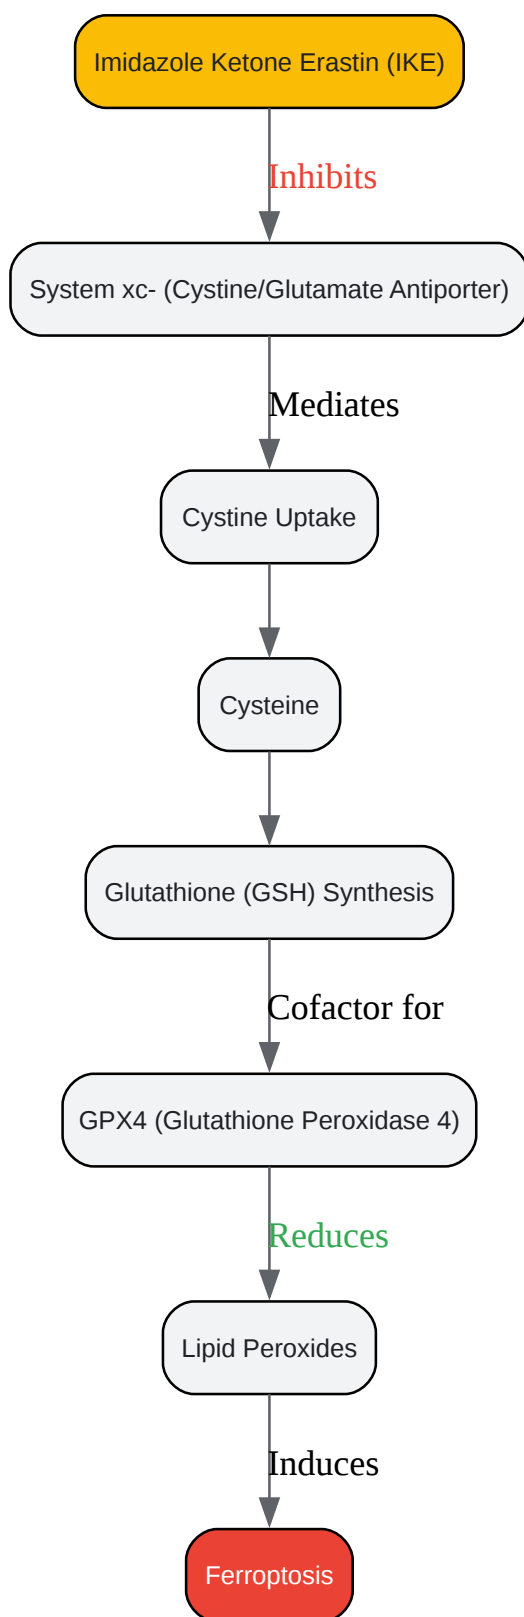 Imidazole Ketone Erastin (IKE)
Inhibits
System xc- (Cystine/Glutamate Antiporter)
Mediates
Cystine Uptake
Cysteine
Glutathione (GSH) Synthesis
Cofactor for
GPX4 (Glutathione Peroxidase 4)
Reduces
Lipid Peroxides
Induces
Ferroptosis